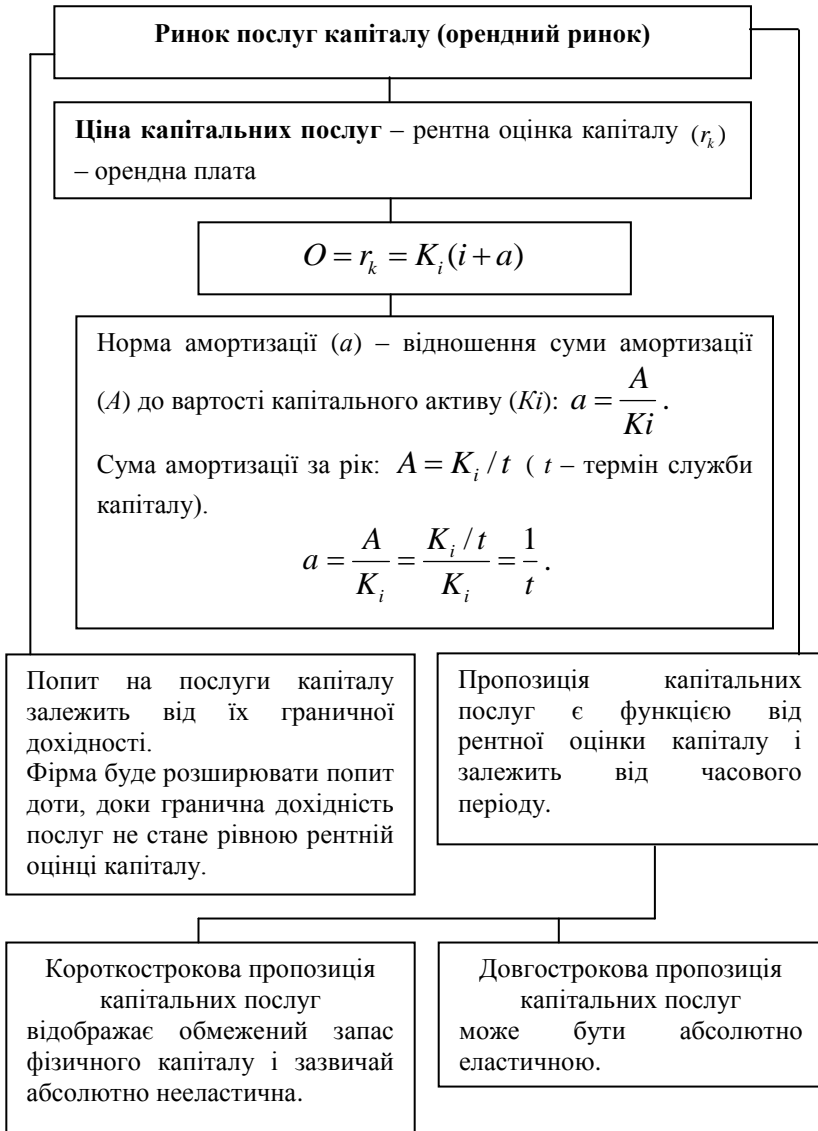 Ринок послуг капіталу (орендний ринок)
Ціна капітальних послуг – рентна оцінка капіталу (r_k)
– орендна плата
O = r_k = K_i (i + a)
Норма амортизації (a) – відношення суми амортизації
(A) до вартості капітального активу (Кі): a = A / Ki .
Сума амортизації за рік: A = K_i / t ( t – термін служби
капіталу).
a = A / K_i = (K_i / t) / K_i = 1 / t .
Попит на послуги капіталу
залежить від їх граничної
дохідності.
Фірма буде розширювати попит
доти, доки гранична дохідність
послуг не стане рівною рентній
оцінці капіталу.
Пропозиція капітальних
послуг є функцією від
рентної оцінки капіталу і
залежить від часового
періоду.
Короткострокова пропозиція
капітальних послуг
відображає обмежений запас
фізичного капіталу і зазвичай
абсолютно нееластична.
Довгострокова пропозиція
капітальних послуг
може бути абсолютно
еластичною.